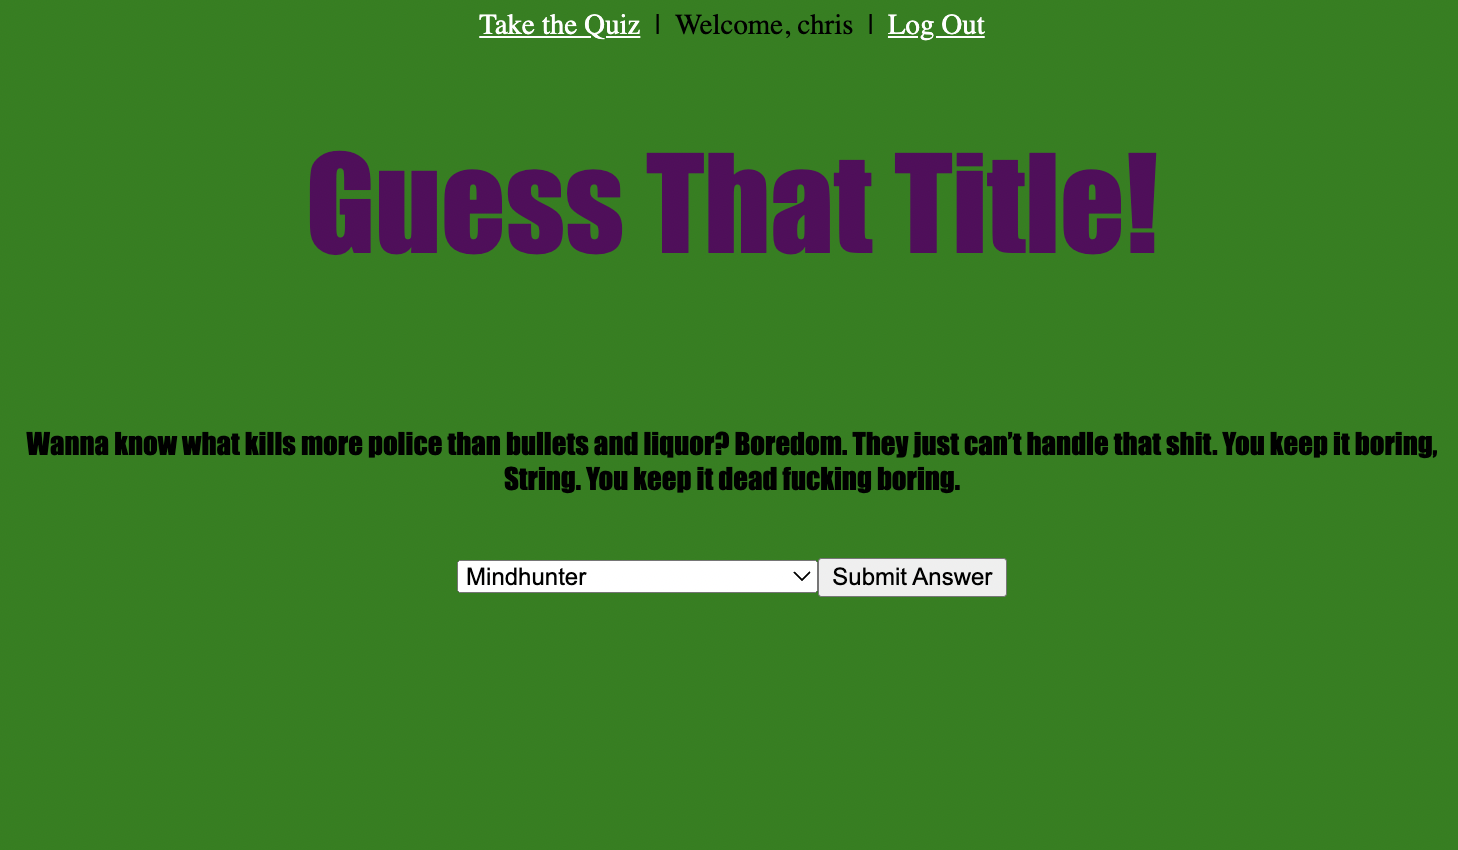 Take the Quiz | Welcome, chris | Log Out
Guess That Title!
Wanna know what kills more police than bullets and liquor? Boredom. They just can’t handle that shit. You keep it boring,
String. You keep it dead fucking boring.
Mindhunter Submit Answer